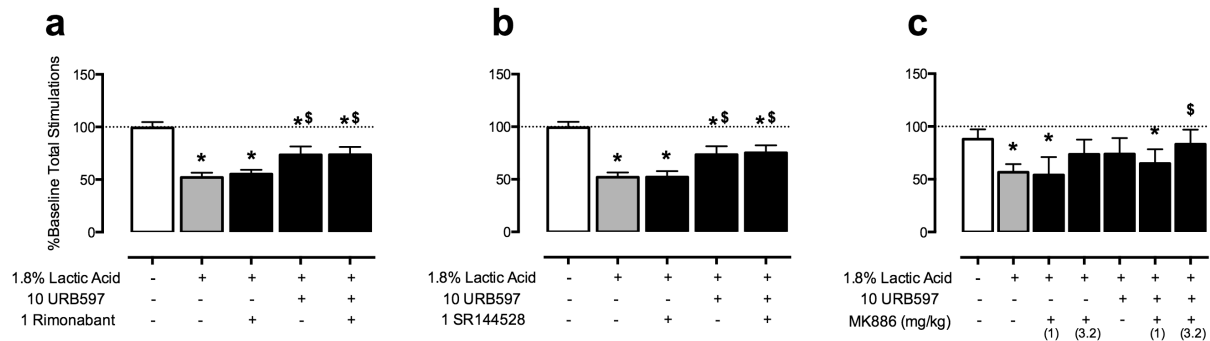 a
b
c
%Baseline Total Stimulations
150
100
50
0
* * *$ *$
150
100
50
0
* * *$ *$
150
100
50
0
* * * $
1.8% Lactic Acid - + + + +
10 URB597 - - - + +
1 Rimonabant - - + - +
1.8% Lactic Acid - + + + +
10 URB597 - - - + +
1 SR144528 - - + - +
1.8% Lactic Acid - + + + + + +
10 URB597 - - - - + + +
MK886 (mg/kg) - - + + - + +
(1) (3.2) (1) (3.2)